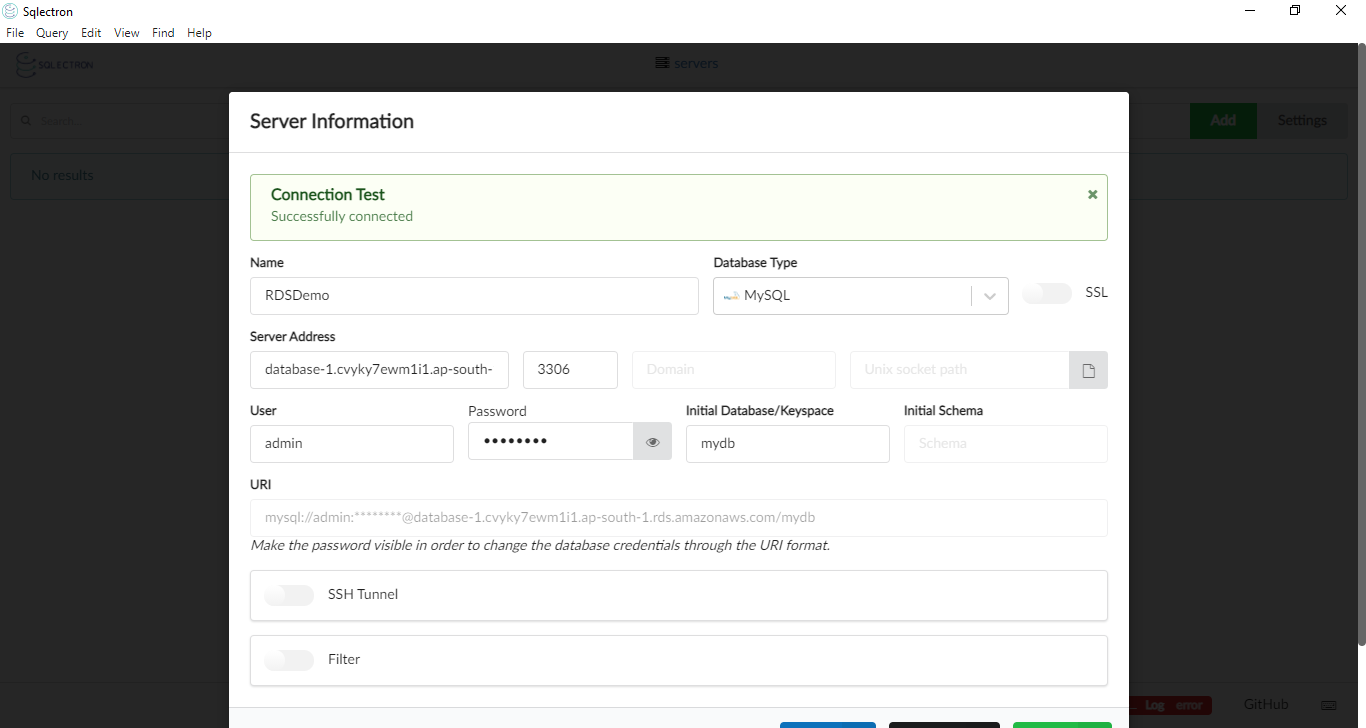 Sqlectron
File Query Edit View Find Help
SQLECTRON
servers
Search...
Add
Settings
No results
Server Information
Connection Test
Successfully connected
Name
Database Type
RDSDemo
MySQL
SSL
Server Address
database-1.cvyky7ewm1i1.ap-south-
3306
Domain
Unix socket path
User
Password
Initial Database/Keyspace
Initial Schema
admin
••••••••
mydb
Schema
URI
mysql://admin:********@database-1.cvyky7ewm1i1.ap-south-1.rds.amazonaws.com/mydb
Make the password visible in order to change the database credentials through the URI format.
SSH Tunnel
Filter
Log error
GitHub